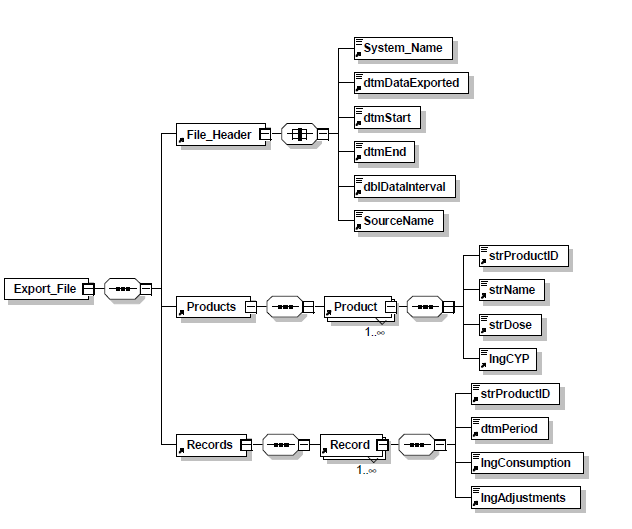 System_Name
dtmDataExported
dtmStart
File_Header
dtmEnd
dblDataInterval
SourceName
Export_File
strProductID
strName
Products
Product
strDose
1..∞
lngCYP
strProductID
dtmPeriod
Records
Record
lngConsumption
1..∞
lngAdjustments